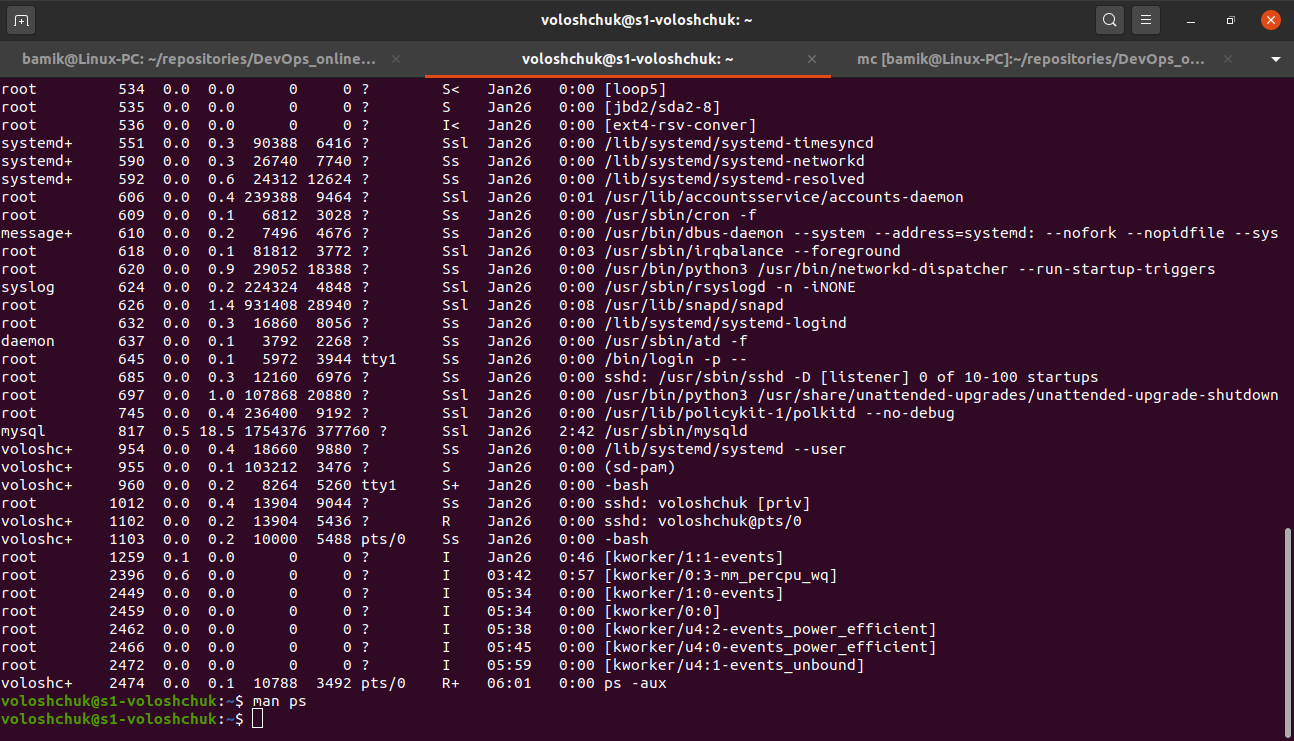 voloshchuk@s1-voloshchuk: ~
bamik@Linux-PC: ~/repositories/DevOps_online...
voloshchuk@s1-voloshchuk: ~
mc [bamik@Linux-PC]:~/repositories/DevOps_o...
root         534  0.0  0.0      0     0 ?        S<   Jan26   0:00 [loop5]
root         535  0.0  0.0      0     0 ?        S    Jan26   0:00 [jbd2/sda2-8]
root         536  0.0  0.0      0     0 ?        I<   Jan26   0:00 [ext4-rsv-conver]
systemd+     551  0.0  0.3  90388  6416 ?        Ssl  Jan26   0:00 /lib/systemd/systemd-timesyncd
systemd+     590  0.0  0.3  26740  7740 ?        Ss   Jan26   0:00 /lib/systemd/systemd-networkd
systemd+     592  0.0  0.6  24312 12624 ?        Ss   Jan26   0:00 /lib/systemd/systemd-resolved
root         606  0.0  0.4 239388  9464 ?        Ssl  Jan26   0:01 /usr/lib/accountsservice/accounts-daemon
root         609  0.0  0.1   6812  3028 ?        Ss   Jan26   0:00 /usr/sbin/cron -f
message+     610  0.0  0.2   7496  4676 ?        Ss   Jan26   0:00 /usr/bin/dbus-daemon --system --address=systemd: --nofork --nopidfile --sys
root         618  0.0  0.1  81812  3772 ?        Ssl  Jan26   0:03 /usr/sbin/irqbalance --foreground
root         620  0.0  0.9  29052 18388 ?        Ss   Jan26   0:00 /usr/bin/python3 /usr/bin/networkd-dispatcher --run-startup-triggers
syslog       624  0.0  0.2 224324  4848 ?        Ssl  Jan26   0:00 /usr/sbin/rsyslogd -n -iNONE
root         626  0.0  1.4 931408 28940 ?        Ssl  Jan26   0:08 /usr/lib/snapd/snapd
root         632  0.0  0.3  16860  8056 ?        Ss   Jan26   0:00 /lib/systemd/systemd-logind
daemon       637  0.0  0.1   3792  2268 ?        Ss   Jan26   0:00 /usr/sbin/atd -f
root         645  0.0  0.1   5972  3944 tty1     Ss   Jan26   0:00 /bin/login -p --
root         685  0.0  0.3  12160  6976 ?        Ss   Jan26   0:00 sshd: /usr/sbin/sshd -D [listener] 0 of 10-100 startups
root         697  0.0  1.0 107868 20880 ?        Ssl  Jan26   0:00 /usr/bin/python3 /usr/share/unattended-upgrades/unattended-upgrade-shutdown
root         745  0.0  0.4 236400  9192 ?        Ssl  Jan26   0:00 /usr/lib/policykit-1/polkitd --no-debug
mysql        817  0.5 18.5 1754376 377760 ?      Ssl  Jan26   2:42 /usr/sbin/mysqld
voloshc+     954  0.0  0.4  18660  9880 ?        Ss   Jan26   0:00 /lib/systemd/systemd --user
voloshc+     955  0.0  0.1 103212  3476 ?        S    Jan26   0:00 (sd-pam)
voloshc+     960  0.0  0.2   8264  5260 tty1     S+   Jan26   0:00 -bash
root        1012  0.0  0.4  13904  9044 ?        Ss   Jan26   0:00 sshd: voloshchuk [priv]
voloshc+    1102  0.0  0.2  13904  5436 ?        R    Jan26   0:00 sshd: voloshchuk@pts/0
voloshc+    1103  0.0  0.2  10000  5488 pts/0    Ss   Jan26   0:00 -bash
root        1259  0.1  0.0      0     0 ?        I    Jan26   0:46 [kworker/1:1-events]
root        2396  0.6  0.0      0     0 ?        I    03:42   0:57 [kworker/0:3-mm_percpu_wq]
root        2449  0.0  0.0      0     0 ?        I    05:34   0:00 [kworker/1:0-events]
root        2459  0.0  0.0      0     0 ?        I    05:34   0:00 [kworker/0:0]
root        2462  0.0  0.0      0     0 ?        I    05:38   0:00 [kworker/u4:2-events_power_efficient]
root        2466  0.0  0.0      0     0 ?        I    05:45   0:00 [kworker/u4:0-events_power_efficient]
root        2472  0.0  0.0      0     0 ?        I    05:59   0:00 [kworker/u4:1-events_unbound]
voloshc+    2474  0.0  0.1  10788  3492 pts/0    R+   06:01   0:00 ps -aux
voloshchuk@s1-voloshchuk:~$ man ps
voloshchuk@s1-voloshchuk:~$